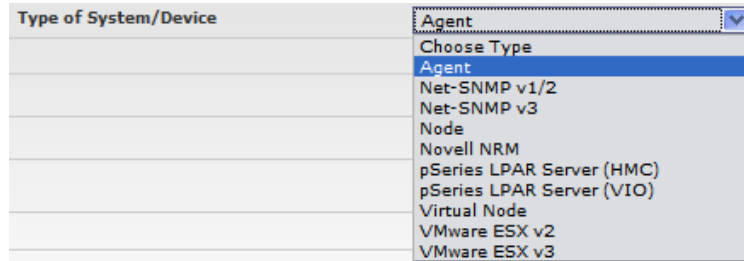 Type of System/Device
Agent
Choose Type
Agent
Net-SNMP v1/2
Net-SNMP v3
Node
Novell NRM
pSeries LPAR Server (HMC)
pSeries LPAR Server (VIO)
Virtual Node
VMware ESX v2
VMware ESX v3